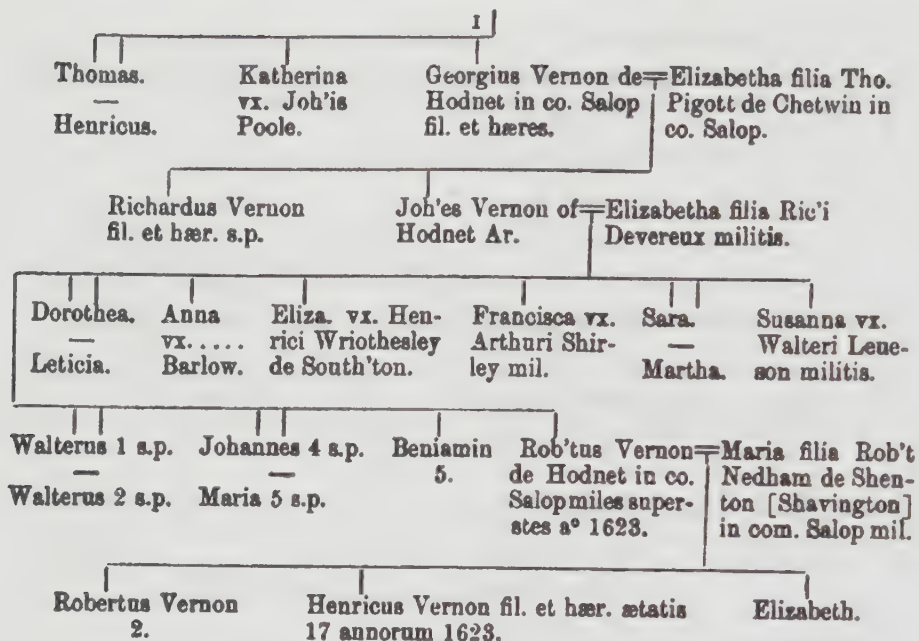 I
Thomas.
—
Henricus.
Katherina
vx. Joh'is
Poole.
Georgius Vernon de
Hodnet in co. Salop
fil. et hæres.
Elizabetha filia Tho.
Pigott de Chetwin in
co. Salop.
Richardus Vernon
fil. et hær. s.p.
Joh'es Vernon of
Hodnet Ar.
Elizabetha filia Ric'i
Devereux militis.
Dorothea.
—
Leticia.
Anna
vx.....
Barlow.
Eliza. vx. Hen-
rici Wriothesley
de South'ton.
Francisca vx.
Arthuri Shir-
ley mil.
Sara.
—
Martha.
Susanna vx.
Walteri Leue-
son militis.
Walterus 1 s.p.
—
Walterus 2 s.p.
Johannes 4 s.p.
—
Maria 5 s.p.
Beniamin
5.
Rob'tus Vernon
de Hodnet in co.
Salop miles super-
stes a° 1623.
Maria filia Rob't
Nedham de Shen-
ton [Shavington]
in com. Salop mil.
Robertus Vernon
2.
Henricus Vernon fil. et hær. ætatis
17 annorum 1623.
Elizabeth.